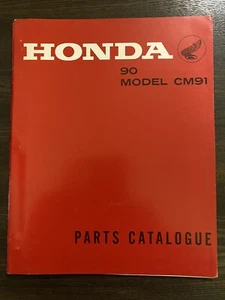 HONDA
90
MODEL CM91
PARTS CATALOGUE